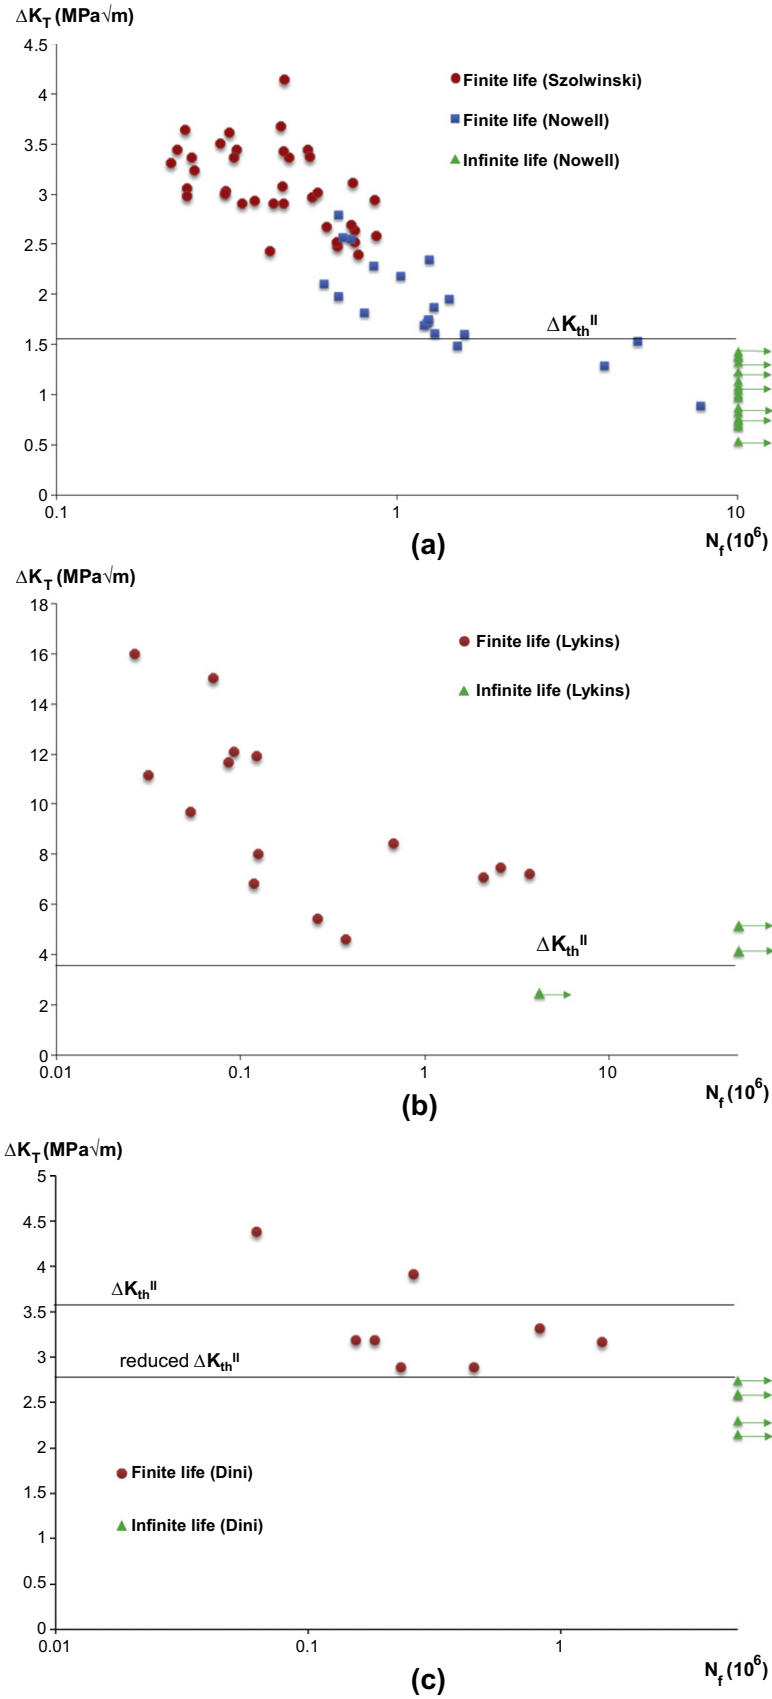 ΔK_T (MPa√m)
4.5
4
3.5
3
2.5
2
1.5
1
0.5
0
Finite life (Szolwinski)
Finite life (Nowell)
Infinite life (Nowell)
ΔK_th^II
0.1 1 10
(a)
N_f (10^6)
ΔK_T (MPa√m)
18
16
14
12
10
8
6
4
2
0
Finite life (Lykins)
Infinite life (Lykins)
ΔK_th^II
0.01 0.1 1 10
(b)
N_f (10^6)
ΔK_T (MPa√m)
5
4.5
4
3.5
3
2.5
2
1.5
1
0.5
0
ΔK_th^II
reduced ΔK_th^II
Finite life (Dini)
Infinite life (Dini)
0.01 0.1 1
(c)
N_f (10^6)